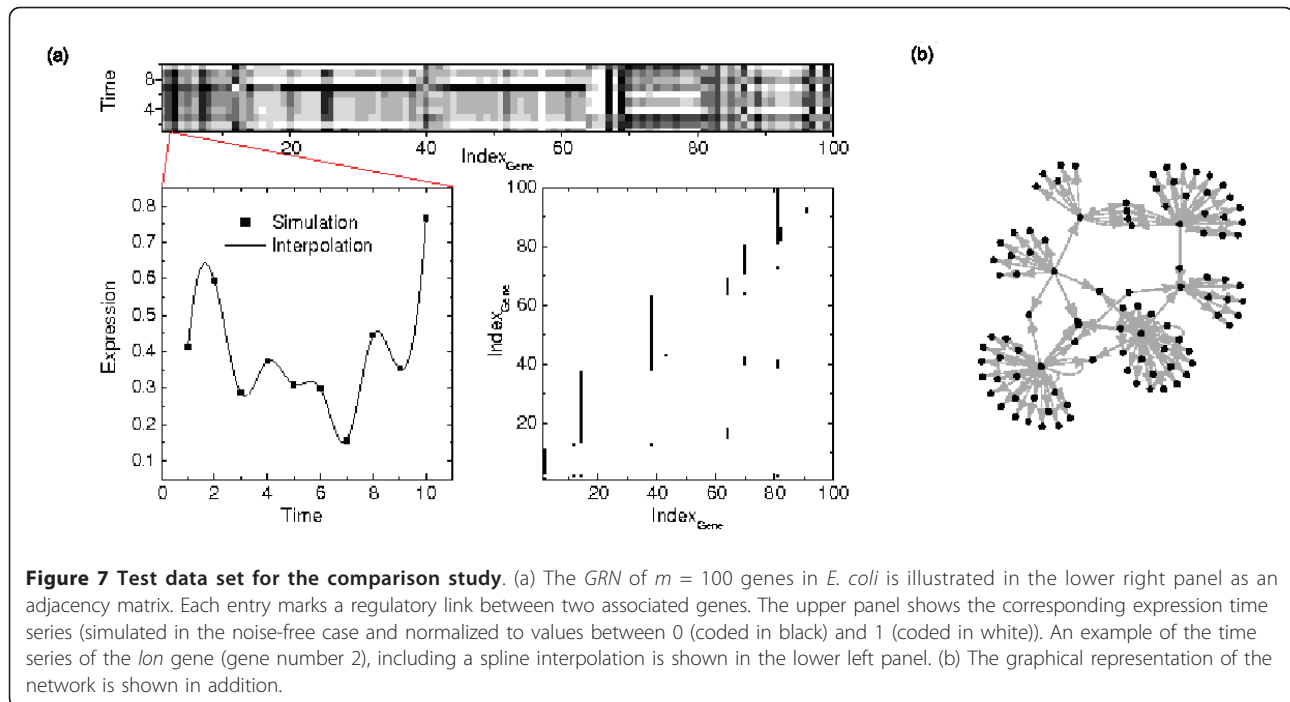 (a)
(b)
Time
8
4
20
40
60
80
100
Index Gene
0.8
0.7
0.6
0.5
0.4
0.3
0.2
0.1
Expression
Simulation
Interpolation
0
2
4
6
8
10
Time
100
80
60
40
20
Index Gene
20
40
60
80
100
Index Gene
Figure 7 Test data set for the comparison study. (a) The GRN of m = 100 genes in E. coli is illustrated in the lower right panel as an
adjacency matrix. Each entry marks a regulatory link between two associated genes. The upper panel shows the corresponding expression time
series (simulated in the noise-free case and normalized to values between 0 (coded in black) and 1 (coded in white)). An example of the time
series of the lon gene (gene number 2), including a spline interpolation is shown in the lower left panel. (b) The graphical representation of the
network is shown in addition.